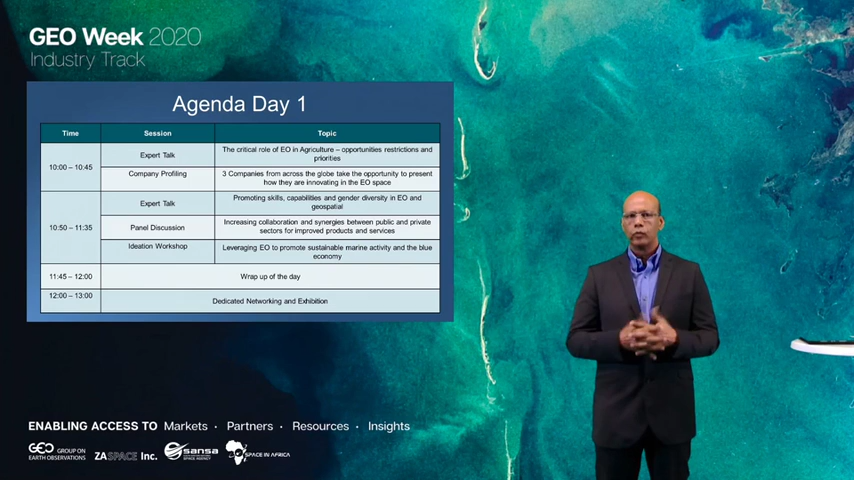 GEO Week 2020
Industry Track
Agenda Day 1
Time Session Topic
10:00 – 10:45
Expert Talk
The critical role of EO in Agriculture – opportunities restrictions and
priorities
Company Profiling
3 Companies from across the globe take the opportunity to present
how they are innovating in the EO space
10:50 – 11:35
Expert Talk
Promoting skills, capabilities and gender diversity in EO and
geospatial
Panel Discussion
Increasing collaboration and synergies between public and private
sectors for improved products and services
Ideation Workshop
Leveraging EO to promote sustainable marine activity and the blue
economy
11:45 – 12:00
Wrap up of the day
12:00 – 13:00
Dedicated Networking and Exhibition
ENABLING ACCESS TO Markets · Partners · Resources · Insights
GEO GROUP ON
EARTH OBSERVATIONS
ZASPACE Inc.
sansa
SPACE IN AFRICA